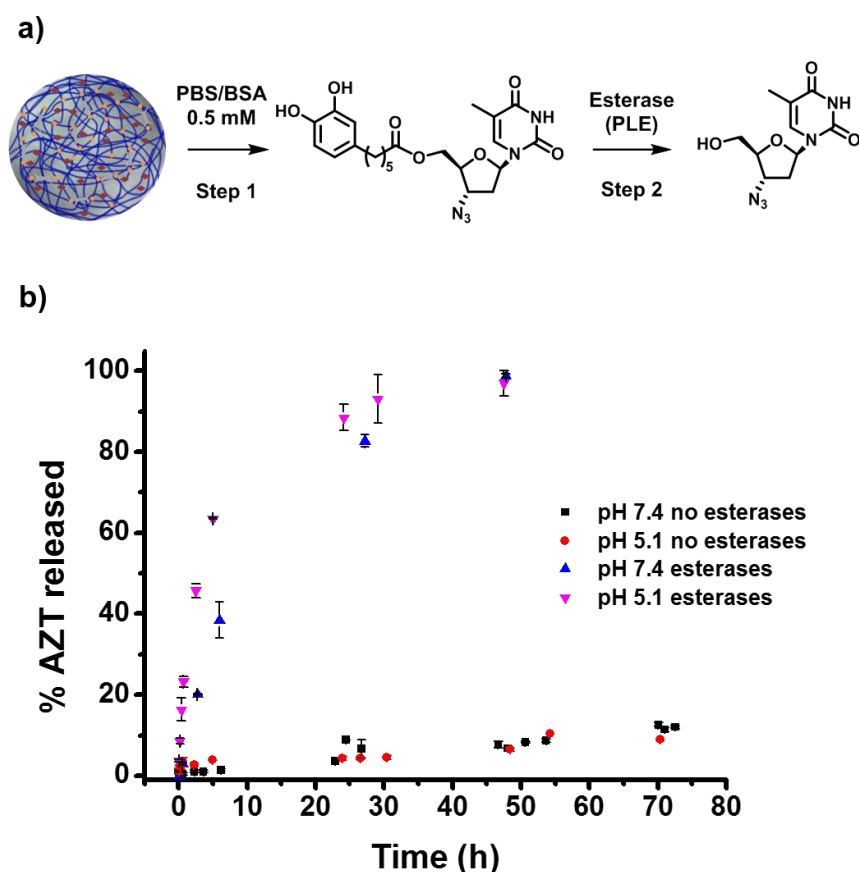 a)
PBS/BSA
0.5 mM
Step 1
HO
OH
5
O
O
O
N3
N
O
NH
O
Esterase
(PLE)
Step 2
HO
O
N3
N
O
NH
O
b)
% AZT released
100
80
60
40
20
0
pH 7.4 no esterases
pH 5.1 no esterases
pH 7.4 esterases
pH 5.1 esterases
0 10 20 30 40 50 60 70 80
Time (h)